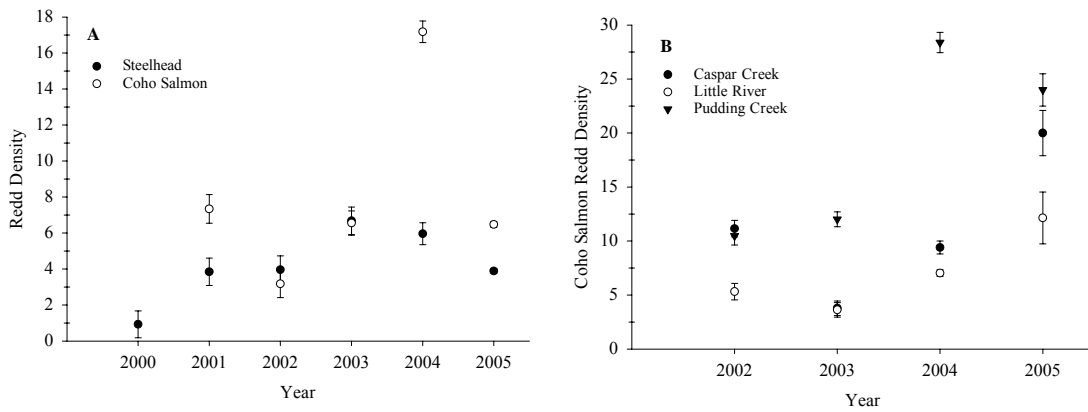 A
Steelhead
Coho Salmon
Redd Density
18
16
14
12
10
8
6
4
2
0
2000 2001 2002 2003 2004 2005
Year
B
Caspar Creek
Little River
Pudding Creek
Coho Salmon Redd Density
30
25
20
15
10
5
0
2002 2003 2004 2005
Year